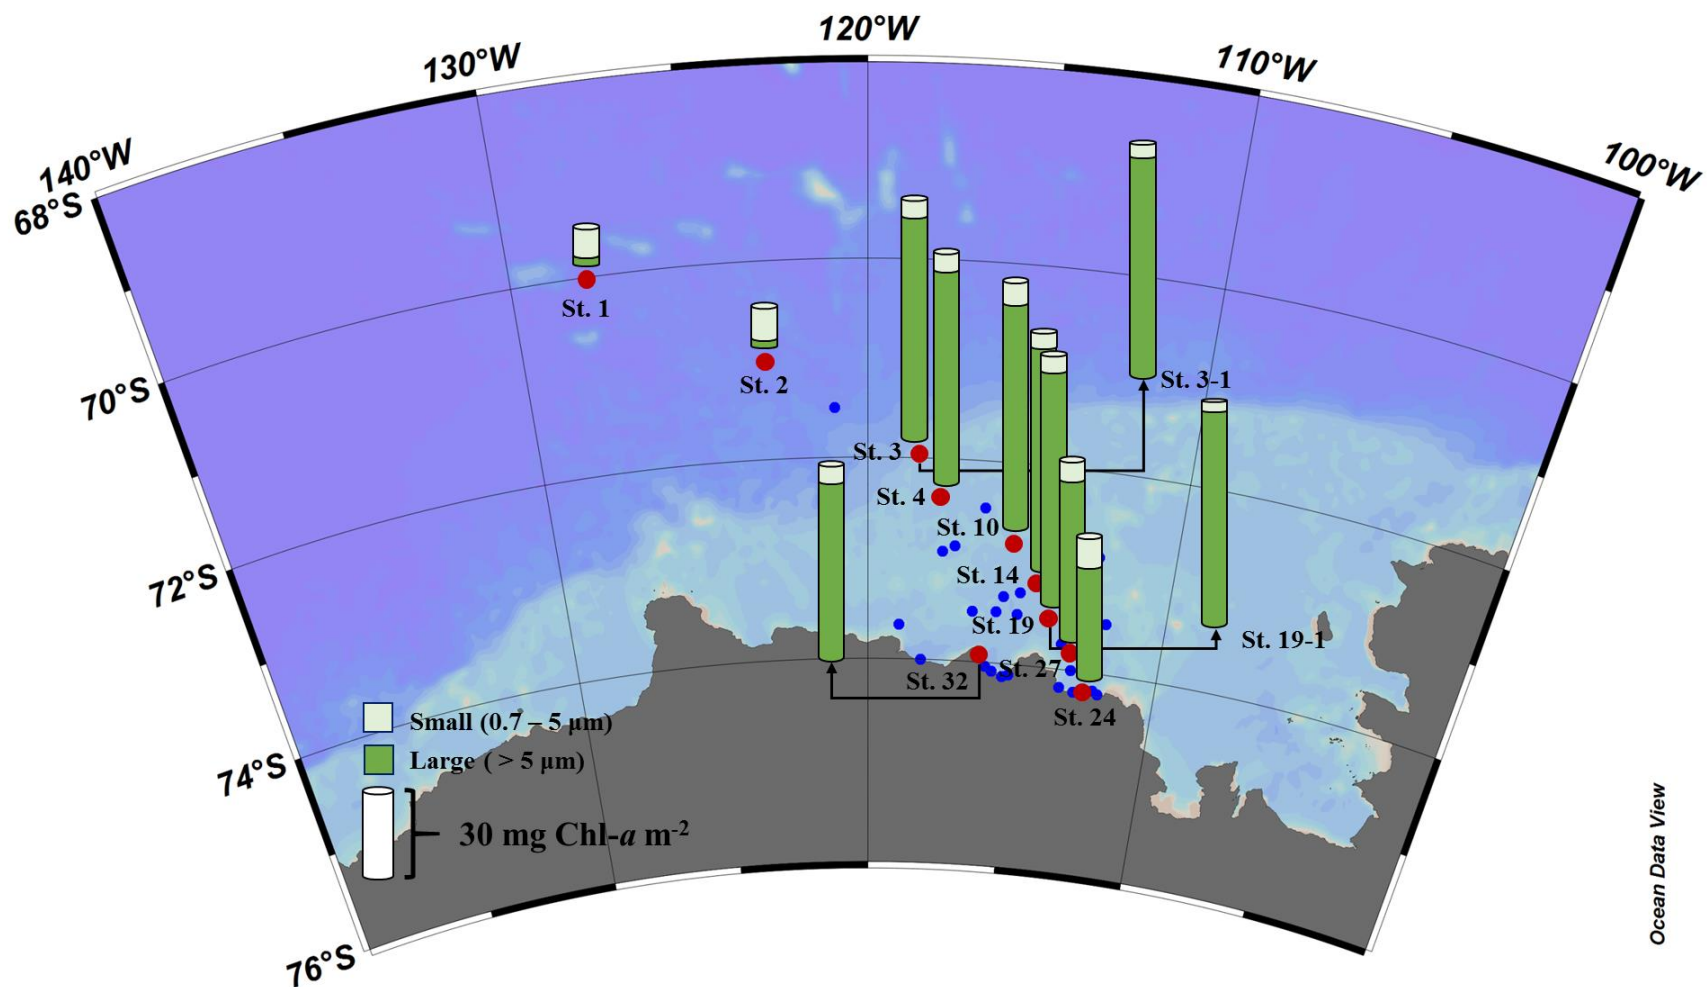 120°W
130°W
110°W
140°W
100°W
68°S
St. 1
St. 2
St. 3-1
70°S
St. 3
St. 4
St. 10
72°S
St. 14
St. 19
St. 19-1
St. 27
St. 32
St. 24
Small (0.7 – 5 µm)
Large ( > 5 µm)
74°S
30 mg Chl-a m⁻²
76°S
Ocean Data View